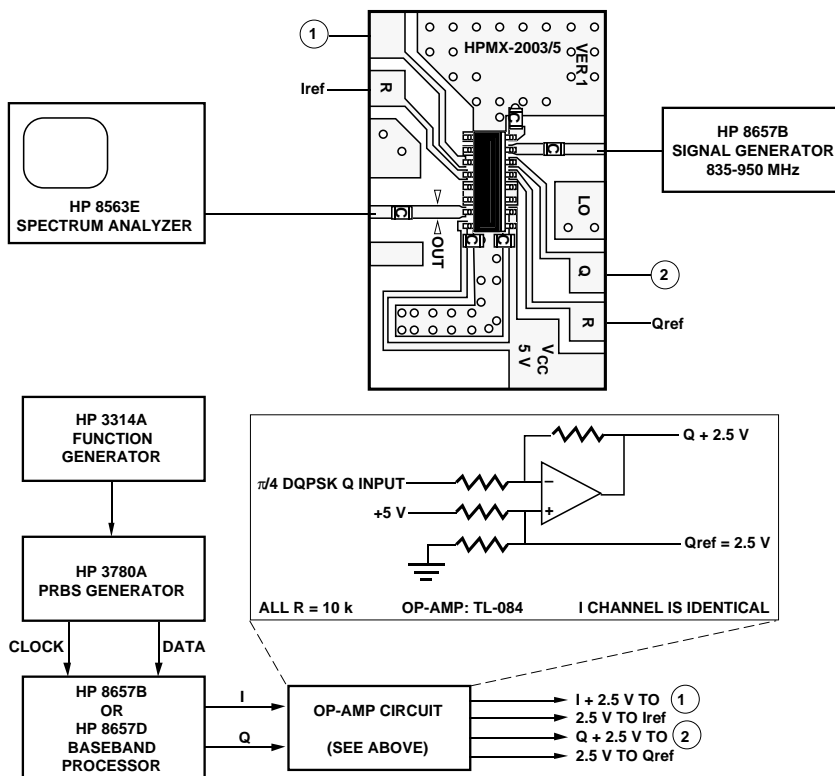 1
HPMX-2003/5
VER 1
Iref
R
C
C
HP 8657B
SIGNAL GENERATOR
835-950 MHz
HP 8563E
SPECTRUM ANALYZER
C
OUT
LO
C
C
Q
2
R
Qref
VCC
5 V
HP 3314A
FUNCTION
GENERATOR
HP 3780A
PRBS GENERATOR
CLOCK
DATA
HP 8657B
OR
HP 8657D
BASEBAND
PROCESSOR
Q + 2.5 V
π/4 DQPSK Q INPUT
–
+5 V
+
Qref = 2.5 V
ALL R = 10 k
OP-AMP: TL-084
I CHANNEL IS IDENTICAL
I
Q
OP-AMP CIRCUIT
(SEE ABOVE)
I + 2.5 V TO 1
2.5 V TO Iref
Q + 2.5 V TO 2
2.5 V TO Qref